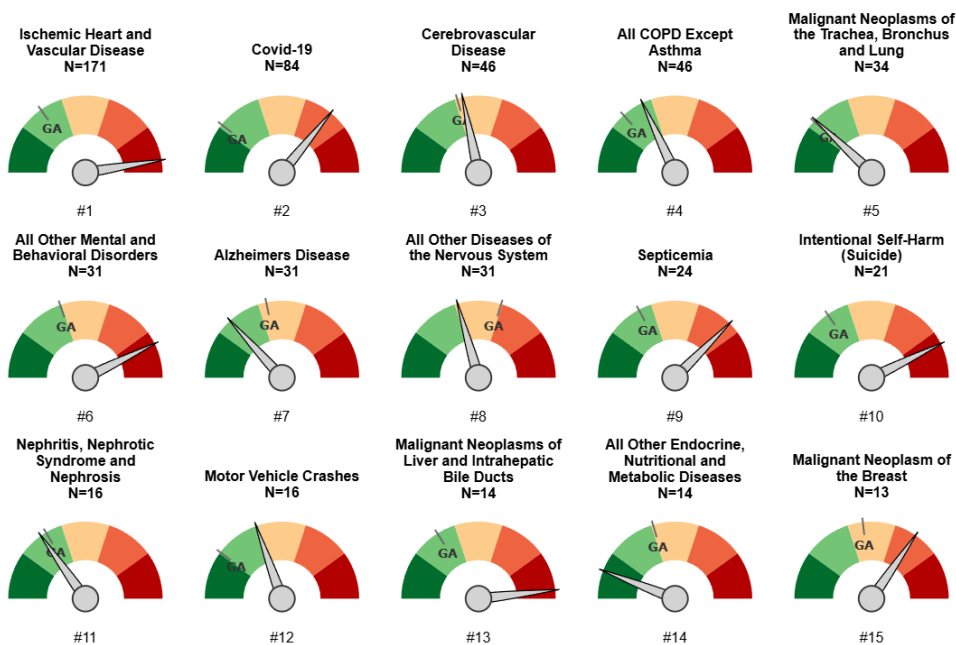 Ischemic Heart and
Vascular Disease
N=171
GA
#1
Covid-19
N=84
GA
#2
Cerebrovascular
Disease
N=46
GA
#3
All COPD Except
Asthma
N=46
GA
#4
Malignant Neoplasms of
the Trachea, Bronchus
and Lung
N=34
GA
#5
All Other Mental and
Behavioral Disorders
N=31
GA
#6
Alzheimers Disease
N=31
GA
#7
All Other Diseases of
the Nervous System
N=31
GA
#8
Septicemia
N=24
GA
#9
Intentional Self-Harm
(Suicide)
N=21
GA
#10
Nephritis, Nephrotic
Syndrome and
Nephrosis
N=16
GA
#11
Motor Vehicle Crashes
N=16
GA
#12
Malignant Neoplasms of
Liver and Intrahepatic
Bile Ducts
N=14
GA
#13
All Other Endocrine,
Nutritional and
Metabolic Diseases
N=14
GA
#14
Malignant Neoplasm of
the Breast
N=13
GA
#15